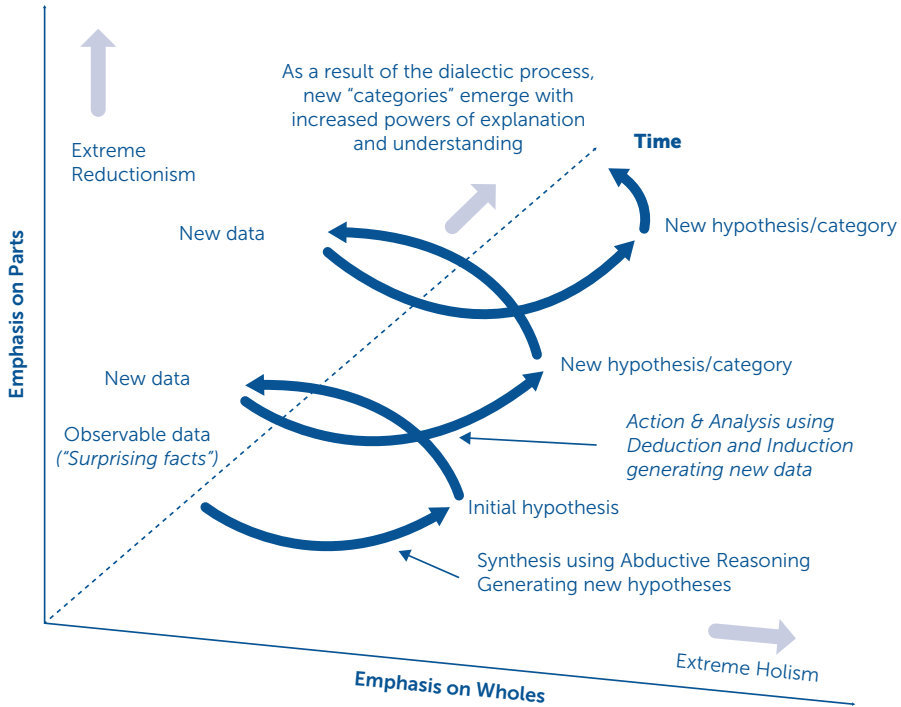 As a result of the dialectic process,
new “categories” emerge with
increased powers of explanation
and understanding
Time
Extreme
Reductionism
New data
New hypothesis/category
Emphasis on Parts
New data
New hypothesis/category
Observable data
(“Surprising facts”)
Action & Analysis using
Deduction and Induction
generating new data
Initial hypothesis
Synthesis using Abductive Reasoning
Generating new hypotheses
Extreme Holism
Emphasis on Wholes